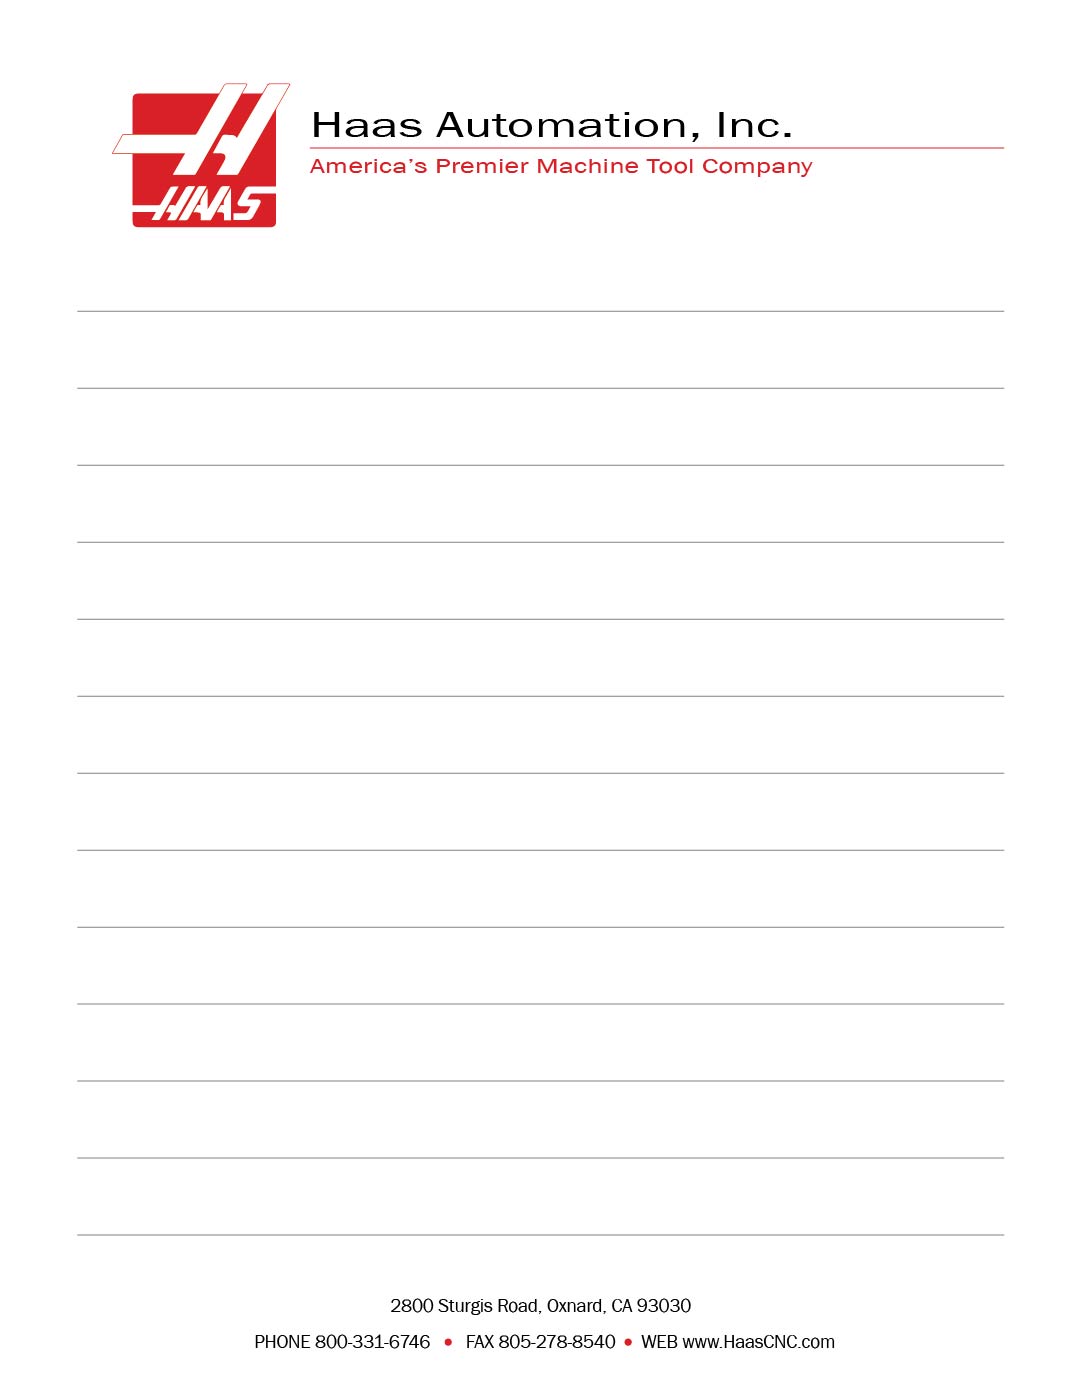 HAAS
Haas Automation, Inc.
America’s Premier Machine Tool Company
2800 Sturgis Road, Oxnard, CA 93030
PHONE 800-331-6746 • FAX 805-278-8540 • WEB www.HaasCNC.com